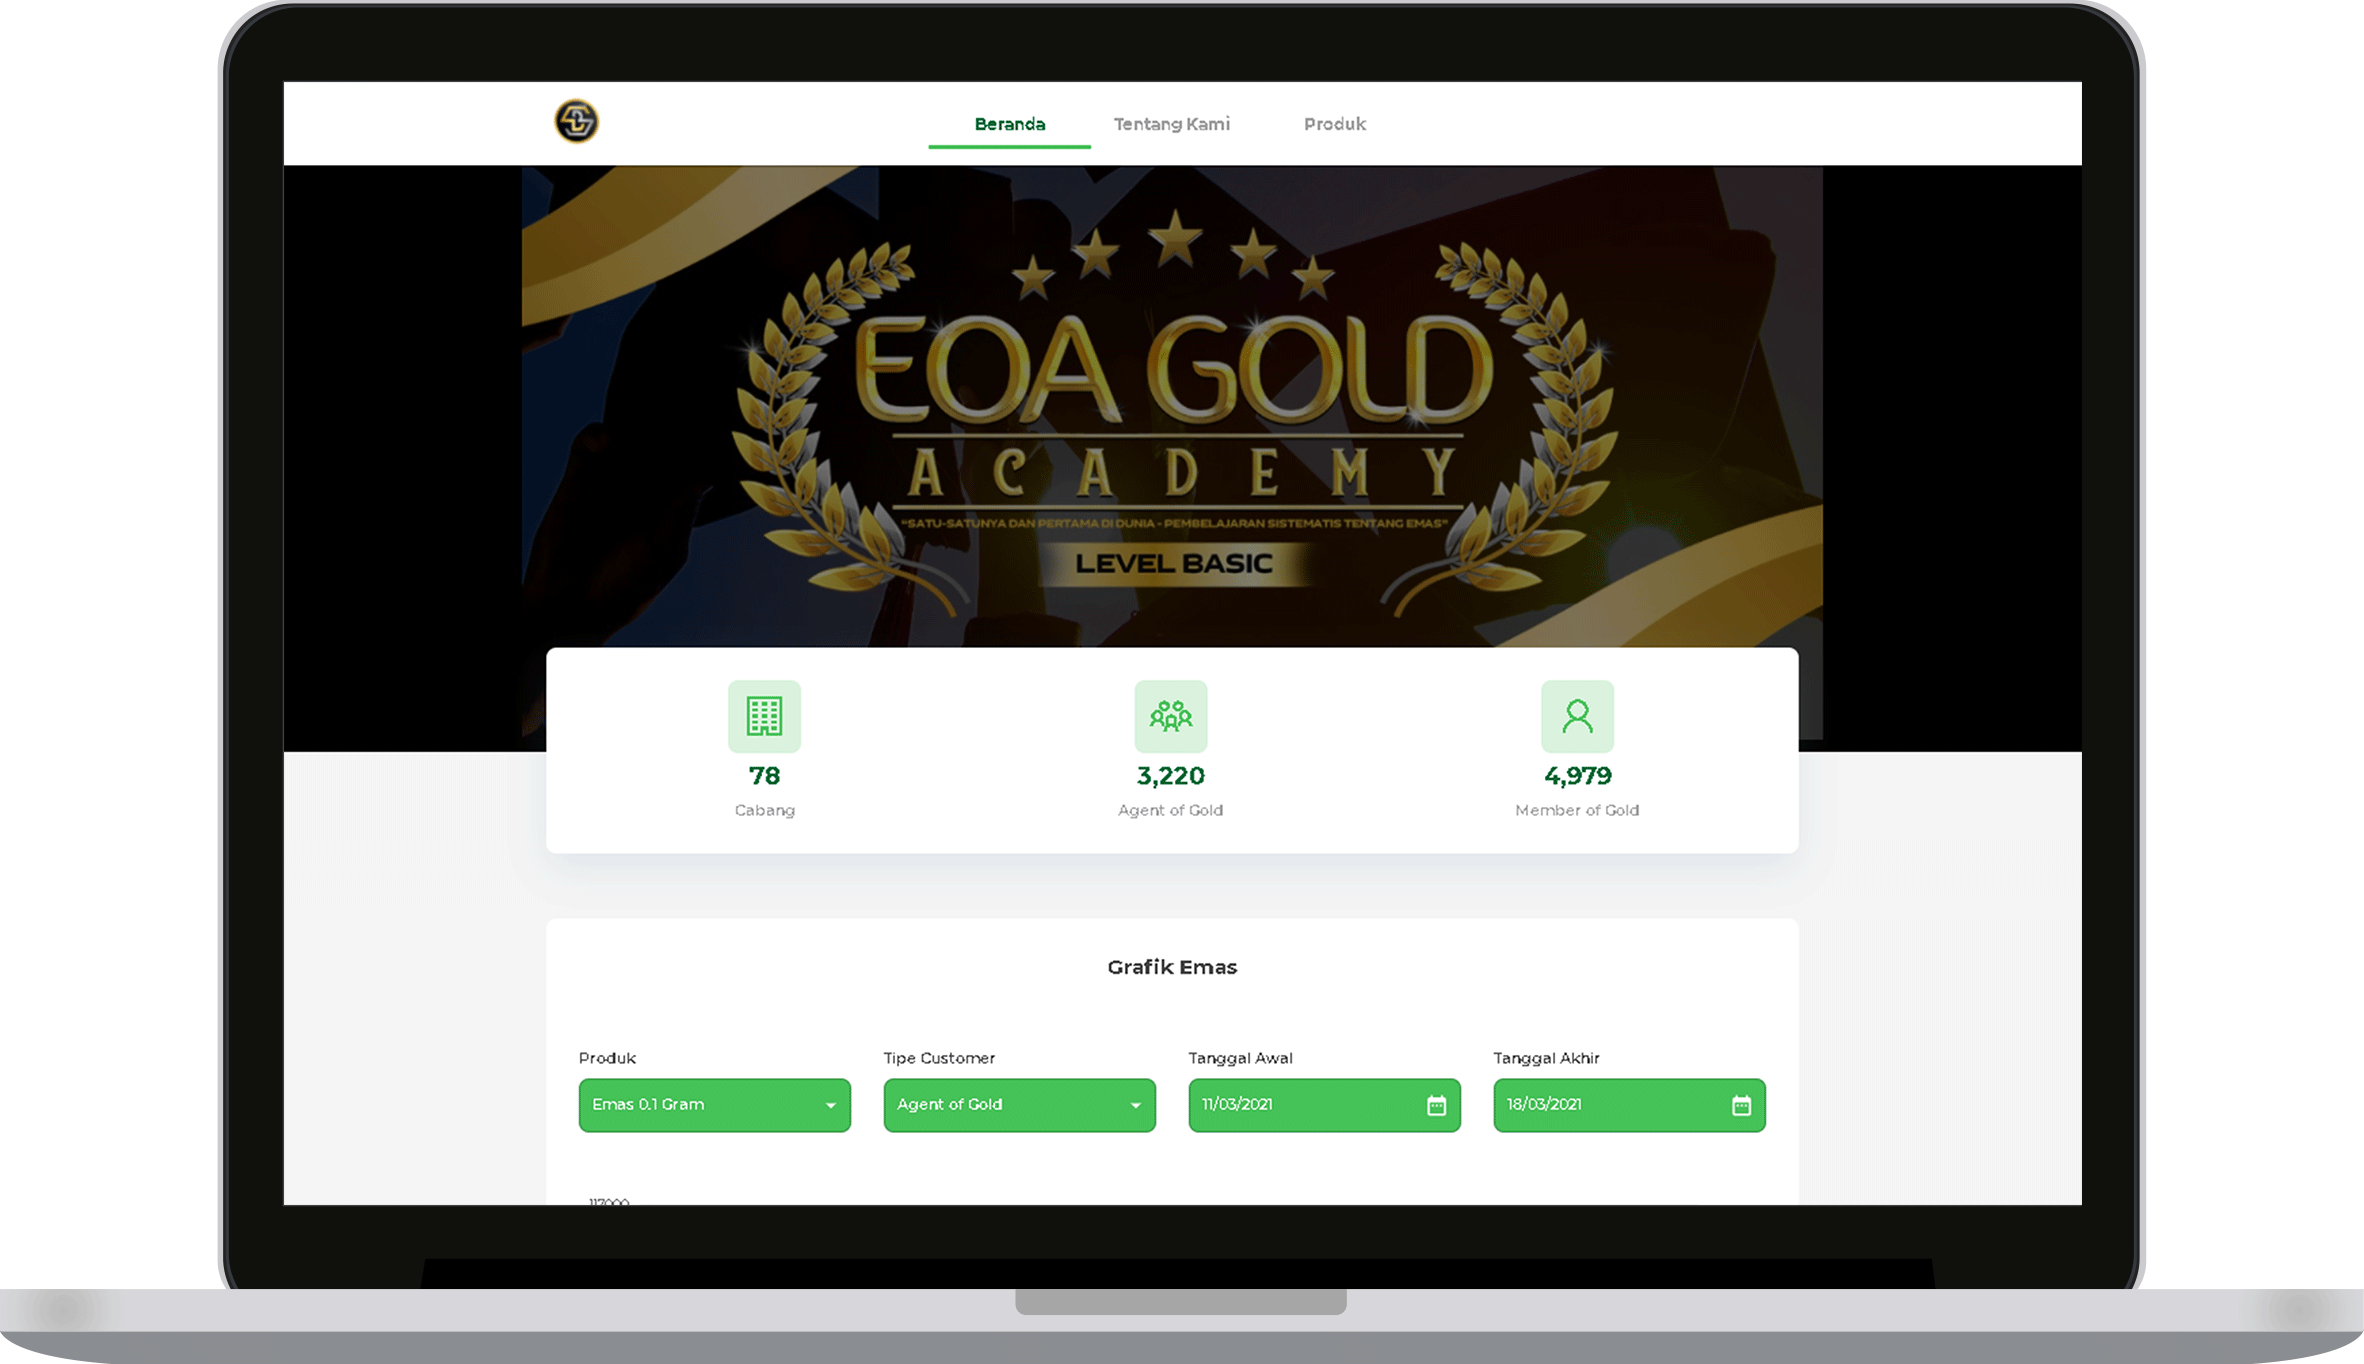 Beranda Tentang Kami Produk
EOA GOLD
ACADEMY
"SATU-SATUNYA DAN PERTAMA DI DUNIA - PEMBELAJARAN SISTEMATIS TENTANG EMAS"
LEVEL BASIC
78 3,220 4,979
Cabang Agent of Gold Member of Gold
Grafik Emas
Produk Tipe Customer Tanggal Awal Tanggal Akhir
Emas 0.1 Gram Agent of Gold 11/03/2021 18/03/2021
117000